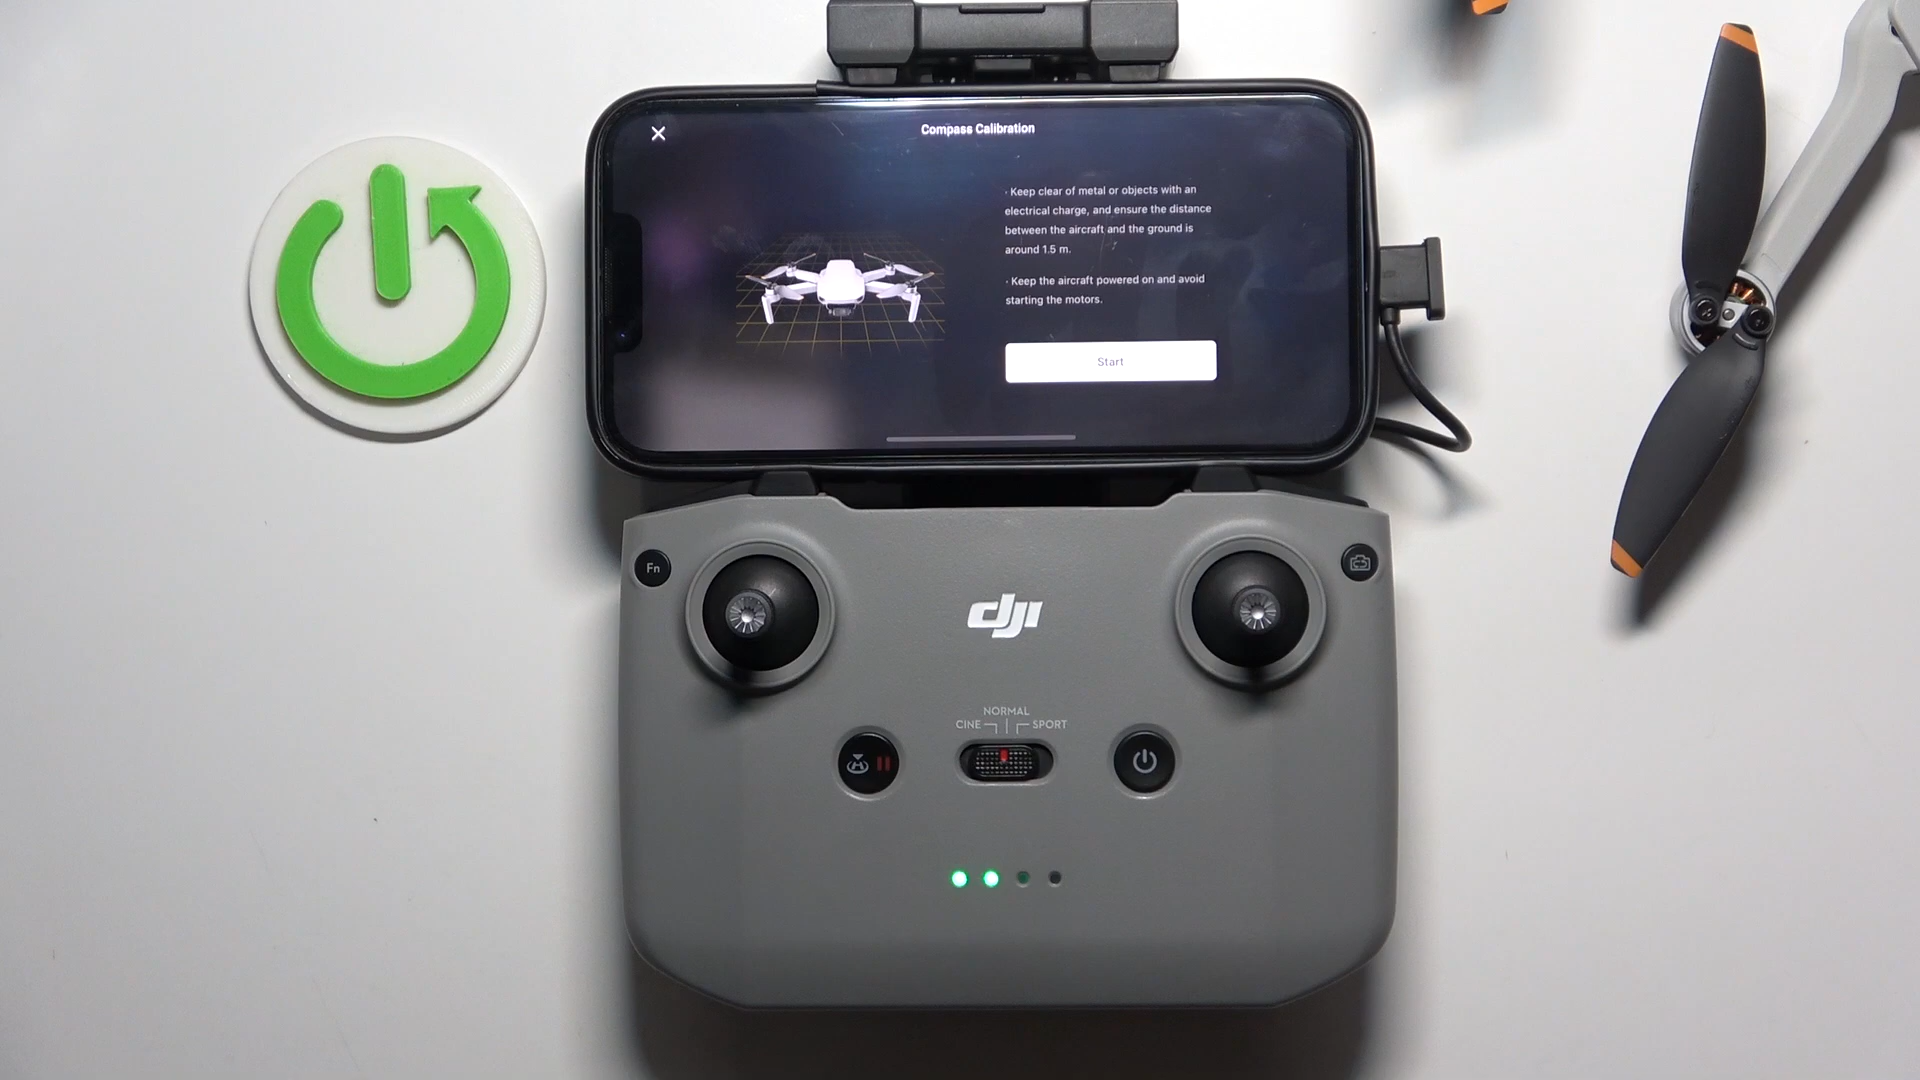 Compass Calibration
· Keep clear of metal or objects with an
electrical charge, and ensure the distance
between the aircraft and the ground is
around 1.5 m.
· Keep the aircraft powered on and avoid
starting the motors.
Start
Fn
dji
NORMAL
CINE
SPORT